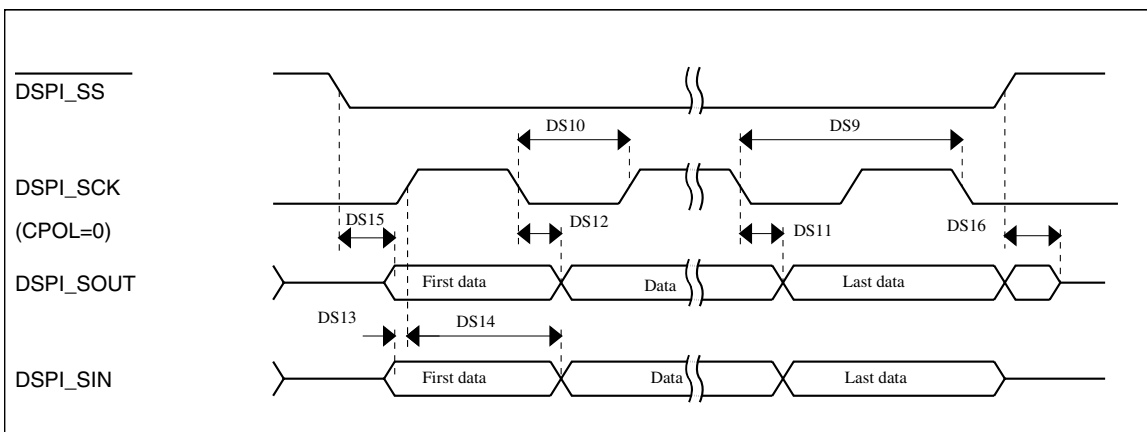 DSPI_SS
DS10
DS9
DSPI_SCK
(CPOL=0)
DS15
DS12
DS11
DS16
DSPI_SOUT
First data
Data
Last data
DS13
DS14
DSPI_SIN
First data
Data
Last data